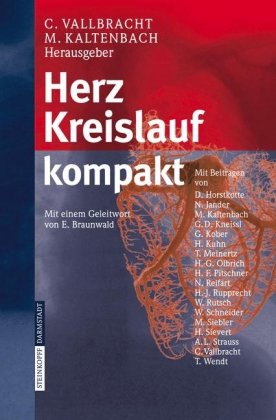 C. VALLBRACHT
M. KALTENBACH
Herausgeber
Herz
Kreislauf
kompakt
Mit einem Geleitwort
von E. Braunwald
Mit Beiträgen
von
D. Horstkotte
N. Jander
M. Kaltenbach
G.D. Kneissl
G. Kober
H. Kuhn
T. Meinertz
H.-G. Olbrich
H. F. Pitschner
N. Reifart
H.-J. Rupprecht
W. Rutsch
W. Schneider
M. Siebler
H. Sievert
A.L. Strauss
C. Vallbracht
T. Wendt
STEINKOPFF
DARMSTADT